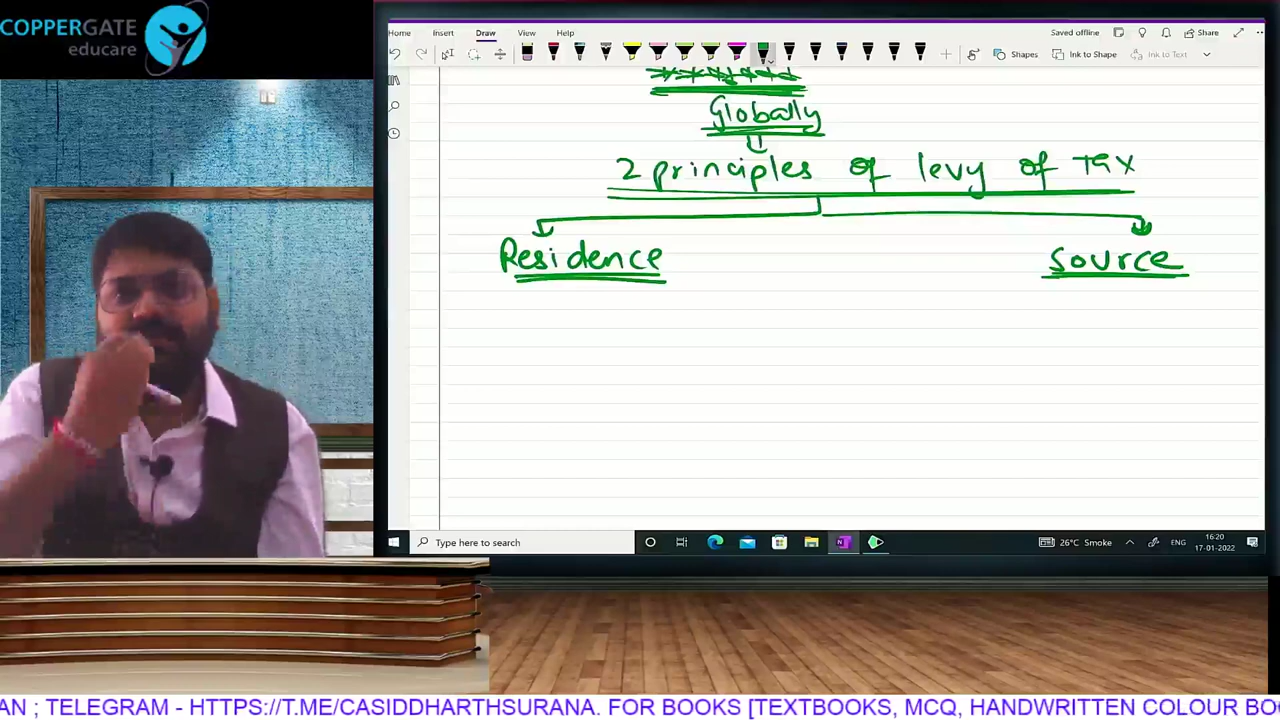 COPPERGATE
educare
Home Insert Draw View Help
Saved offline
Share
Shapes
Ink to Shape
Ink to Text
Globally
2 principles of levy of Tax
Residence
Source
Type here to search
26°C Smoke
ENG
16:20
17-01-2022
AN ; TELEGRAM - HTTPS://T.ME/CASIDDHARTHSURANA. FOR BOOKS [TEXTBOOKS, MCQ, HANDWRITTEN COLOUR BO